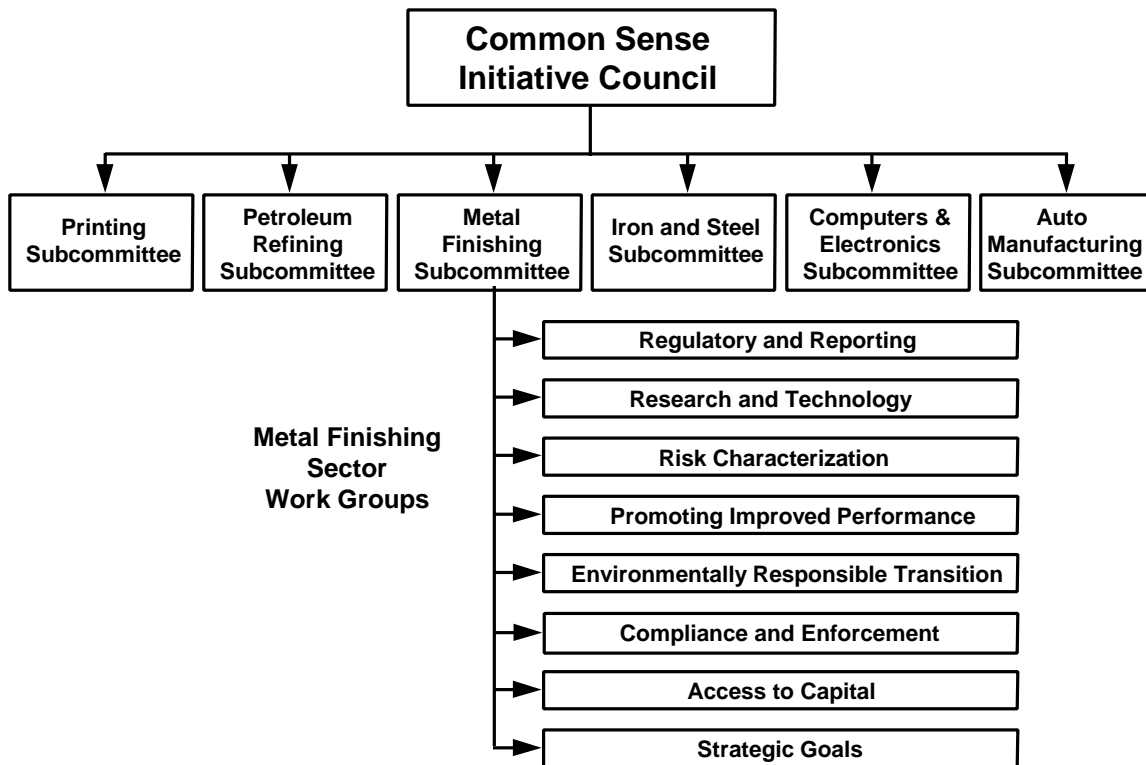 Common Sense
Initiative Council
Printing
Subcommittee
Petroleum
Refining
Subcommittee
Metal
Finishing
Subcommittee
Iron and Steel
Subcommittee
Computers &
Electronics
Subcommittee
Auto
Manufacturing
Subcommittee
Metal Finishing
Sector
Work Groups
Regulatory and Reporting
Research and Technology
Risk Characterization
Promoting Improved Performance
Environmentally Responsible Transition
Compliance and Enforcement
Access to Capital
Strategic Goals